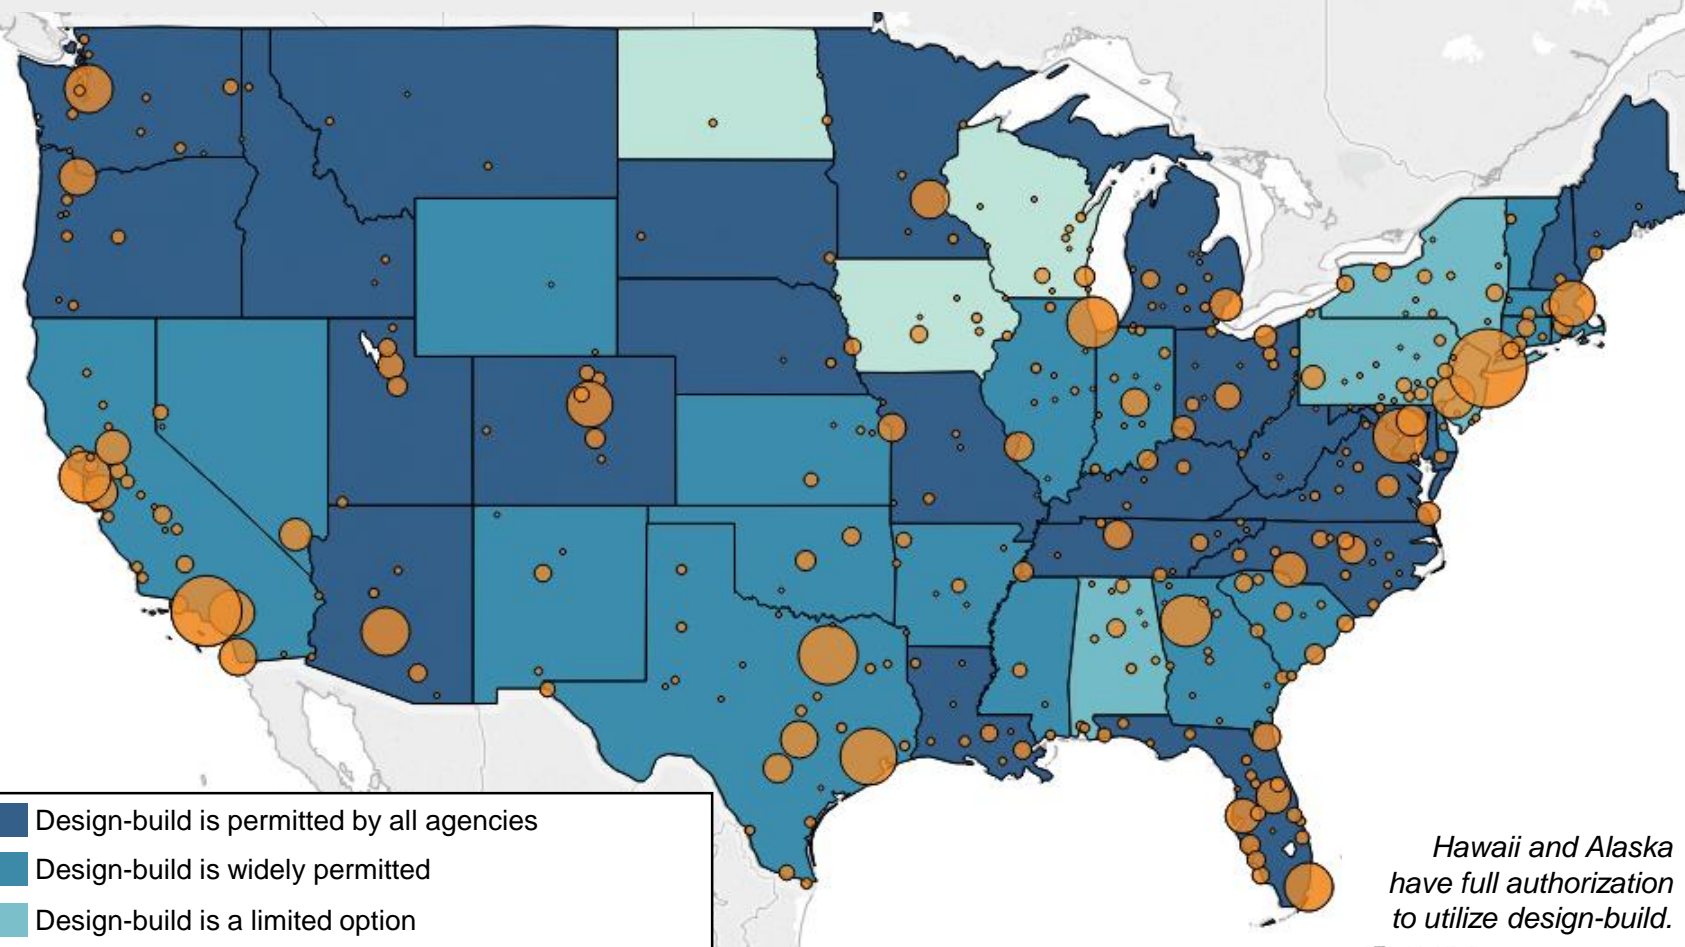 Design-build is permitted by all agencies
Design-build is widely permitted
Design-build is a limited option
Hawaii and Alaska
have full authorization
to utilize design-build.